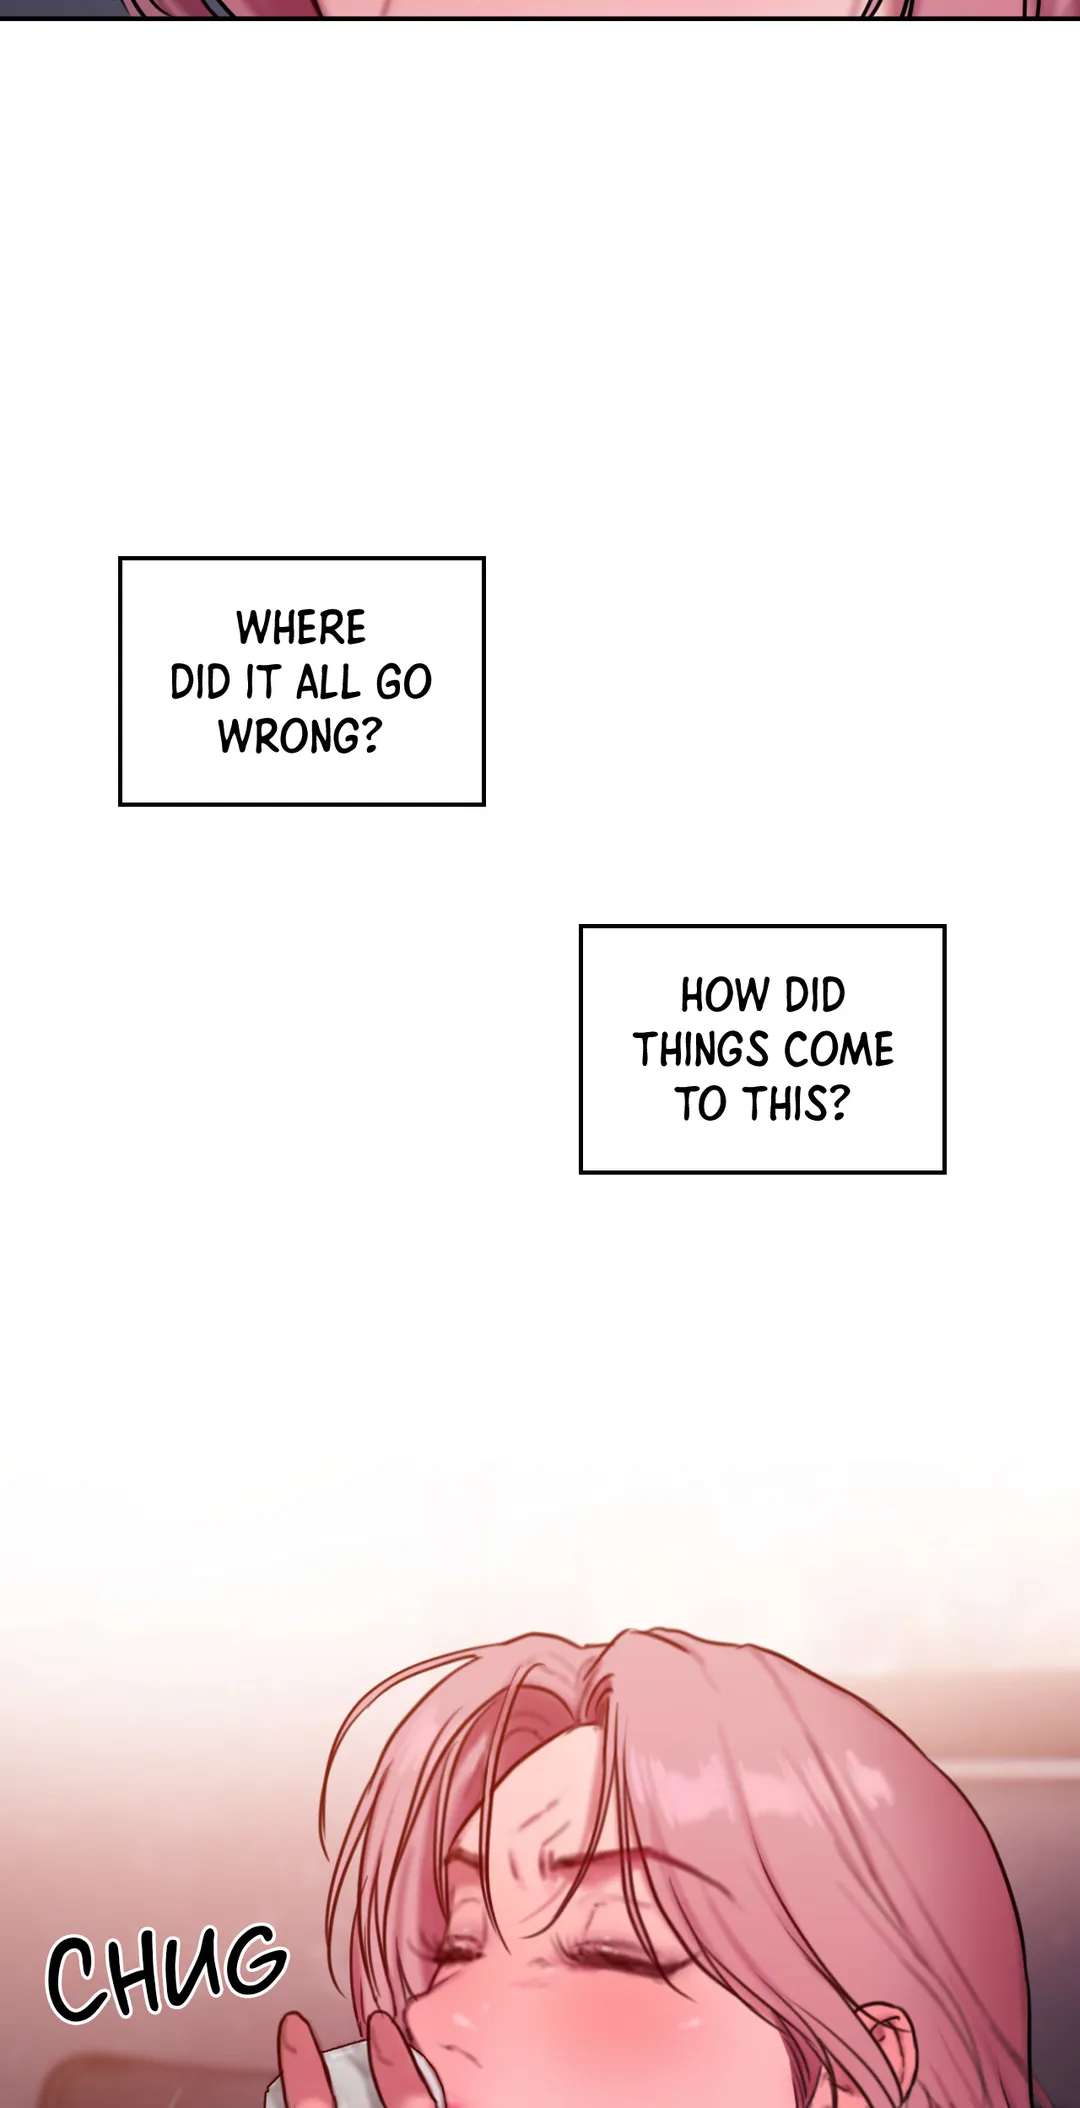 WHERE
DID IT ALL GO
WRONG?
HOW DID
THINGS COME
TO THIS?
CHUG